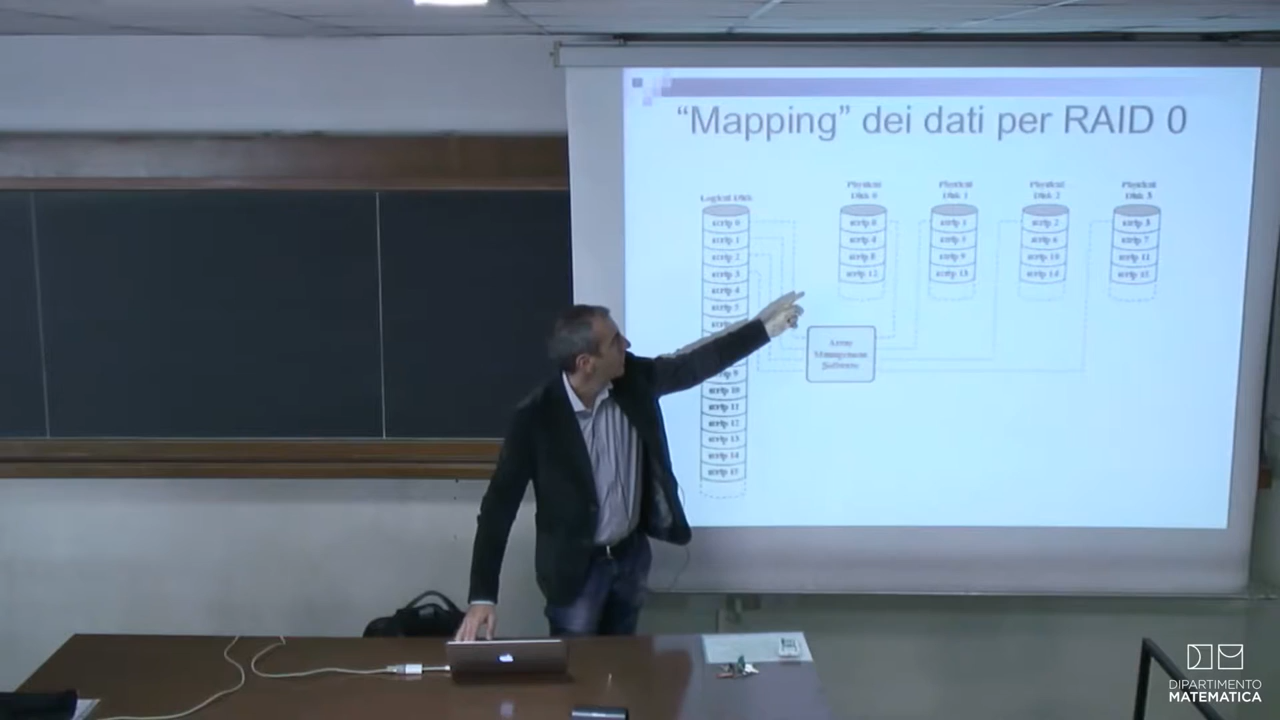 “Mapping” dei dati per RAID 0
Logical Disk
Physical
Disk 0
Physical
Disk 1
Physical
Disk 2
Physical
Disk 3
strip 0
strip 1
strip 2
strip 3
strip 4
strip 5
strip 9
strip 10
strip 11
strip 12
strip 13
strip 14
strip 15
strip 0
strip 4
strip 8
strip 12
strip 1
strip 5
strip 9
strip 13
strip 2
strip 6
strip 10
strip 14
strip 3
strip 7
strip 11
strip 15
Array
Management
Software
DIPARTIMENTO
MATEMATICA